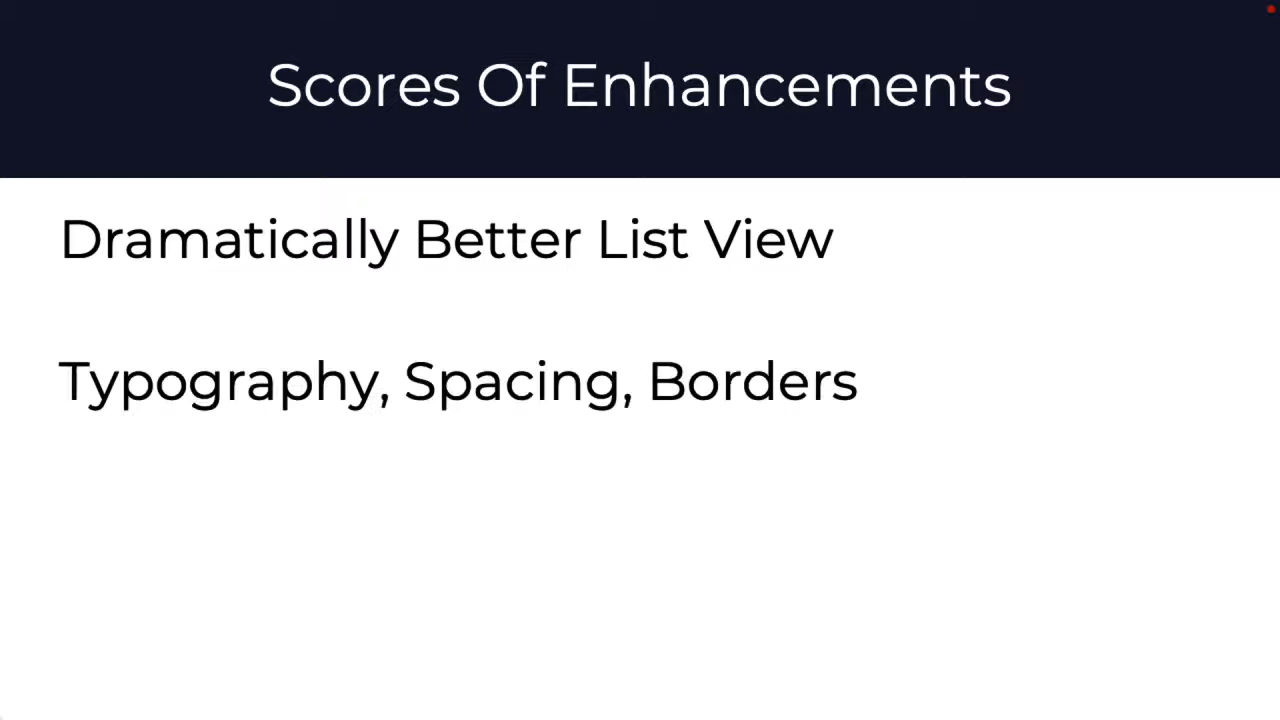 Scores Of Enhancements
Dramatically Better List View
Typography, Spacing, Borders